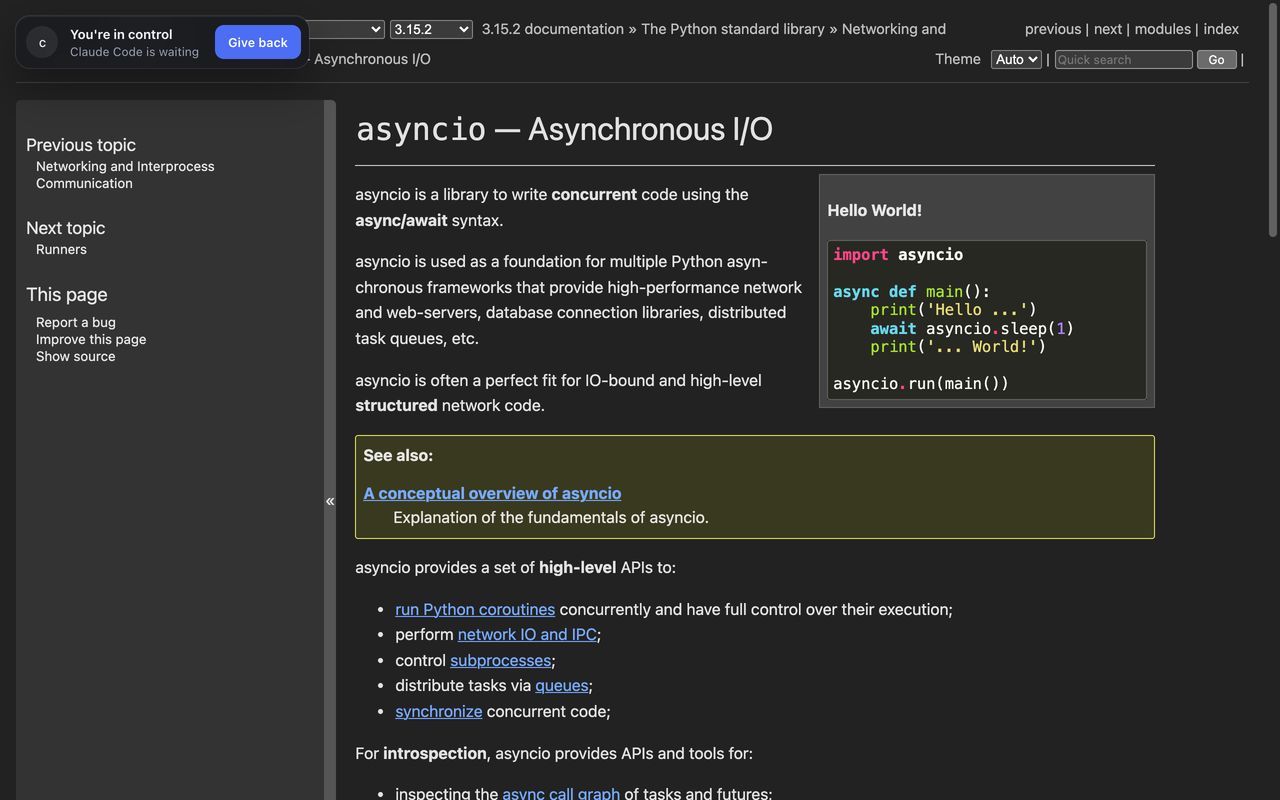 c
You're in control
Claude Code is waiting
Give back
3.15.2
3.15.2 documentation » The Python standard library » Networking and
- Asynchronous I/O
previous | next | modules | index
Theme Auto | Quick search Go |
Previous topic
Networking and Interprocess
Communication
Next topic
Runners
This page
Report a bug
Improve this page
Show source
«
asyncio — Asynchronous I/O
asyncio is a library to write concurrent code using the
async/await syntax.
asyncio is used as a foundation for multiple Python asyn-
chronous frameworks that provide high-performance network
and web-servers, database connection libraries, distributed
task queues, etc.
asyncio is often a perfect fit for IO-bound and high-level
structured network code.
Hello World!
import asyncio
async def main():
    print('Hello ...')
    await asyncio.sleep(1)
    print('... World!')
asyncio.run(main())
See also:
A conceptual overview of asyncio
Explanation of the fundamentals of asyncio.
asyncio provides a set of high-level APIs to:
• run Python coroutines concurrently and have full control over their execution;
• perform network IO and IPC;
• control subprocesses;
• distribute tasks via queues;
• synchronize concurrent code;
For introspection, asyncio provides APIs and tools for:
• inspecting the async call graph of tasks and futures;